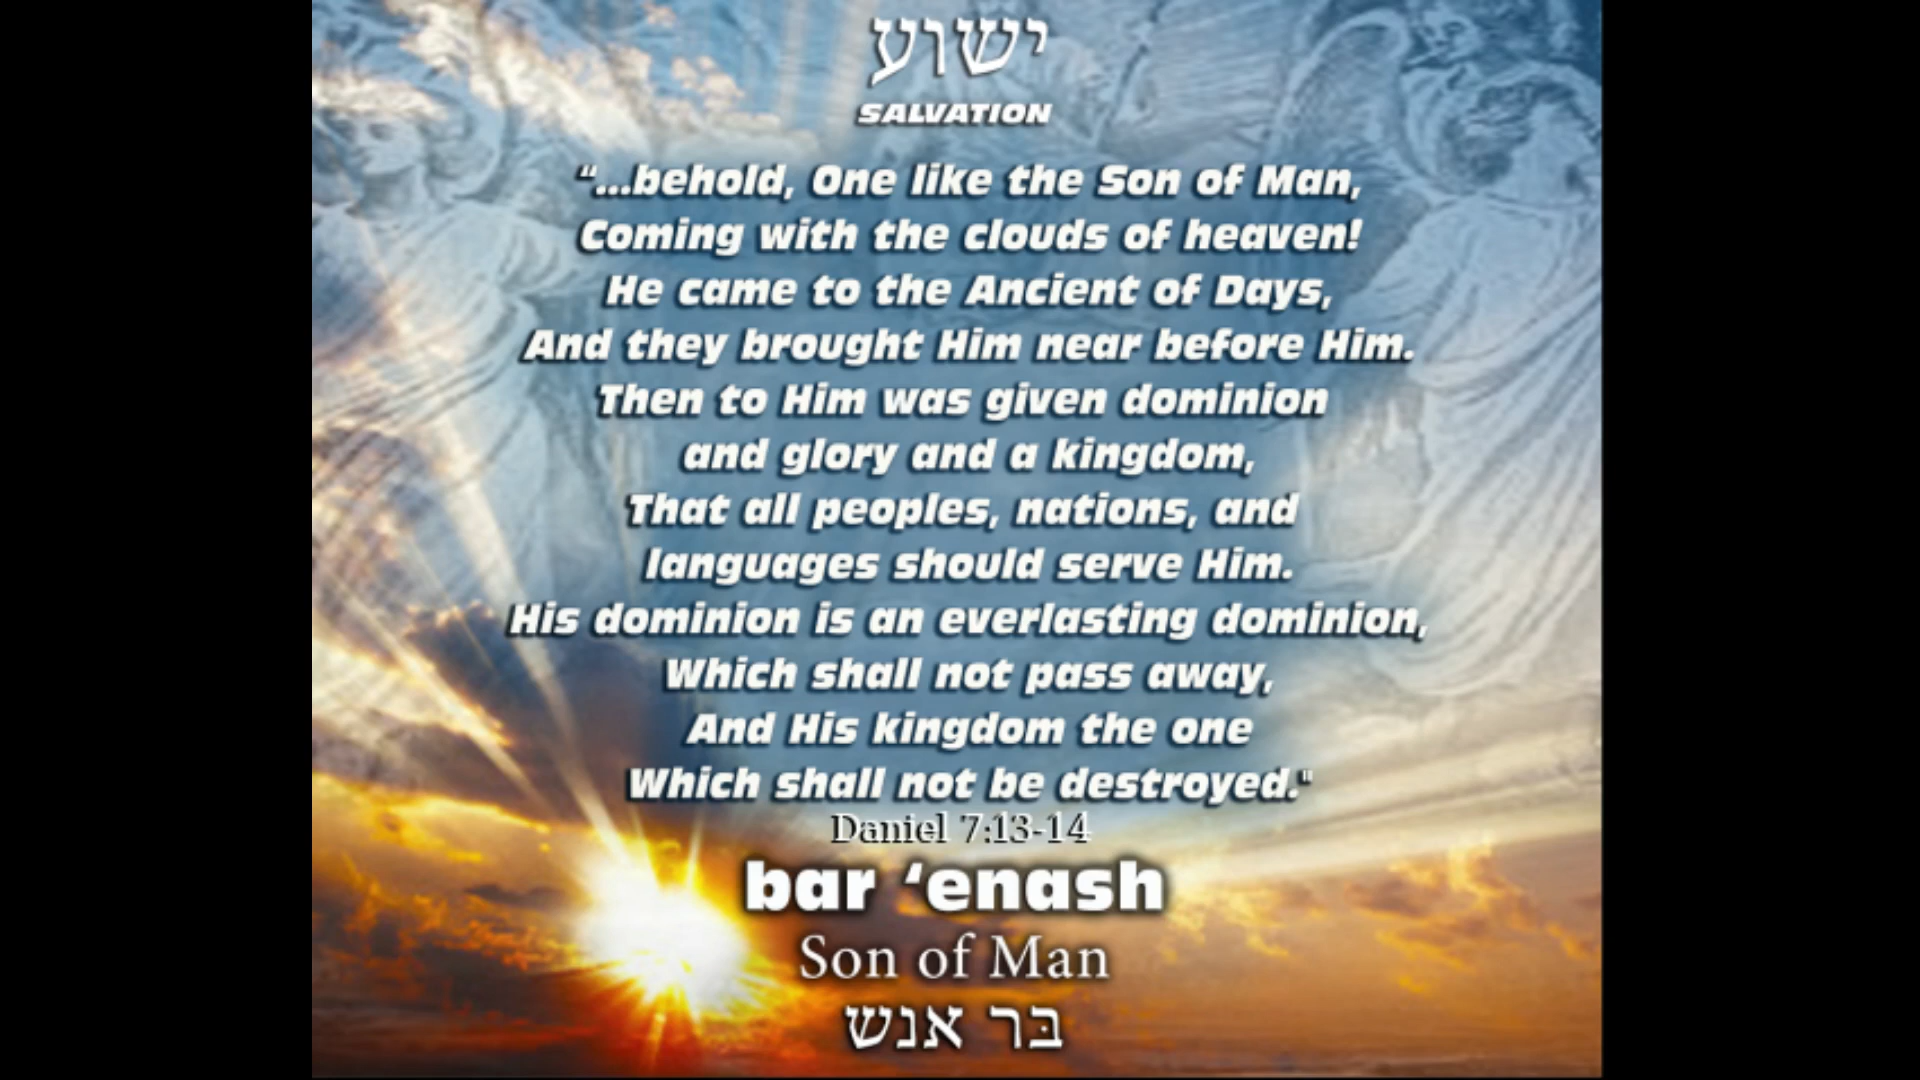 ישוע
SALVATION
“...behold, One like the Son of Man,
Coming with the clouds of heaven!
He came to the Ancient of Days,
And they brought Him near before Him.
Then to Him was given dominion
and glory and a kingdom,
That all peoples, nations, and
languages should serve Him.
His dominion is an everlasting dominion,
Which shall not pass away,
And His kingdom the one
Which shall not be destroyed."
Daniel 7:13-14
bar ‘enash
Son of Man
בּר אנש